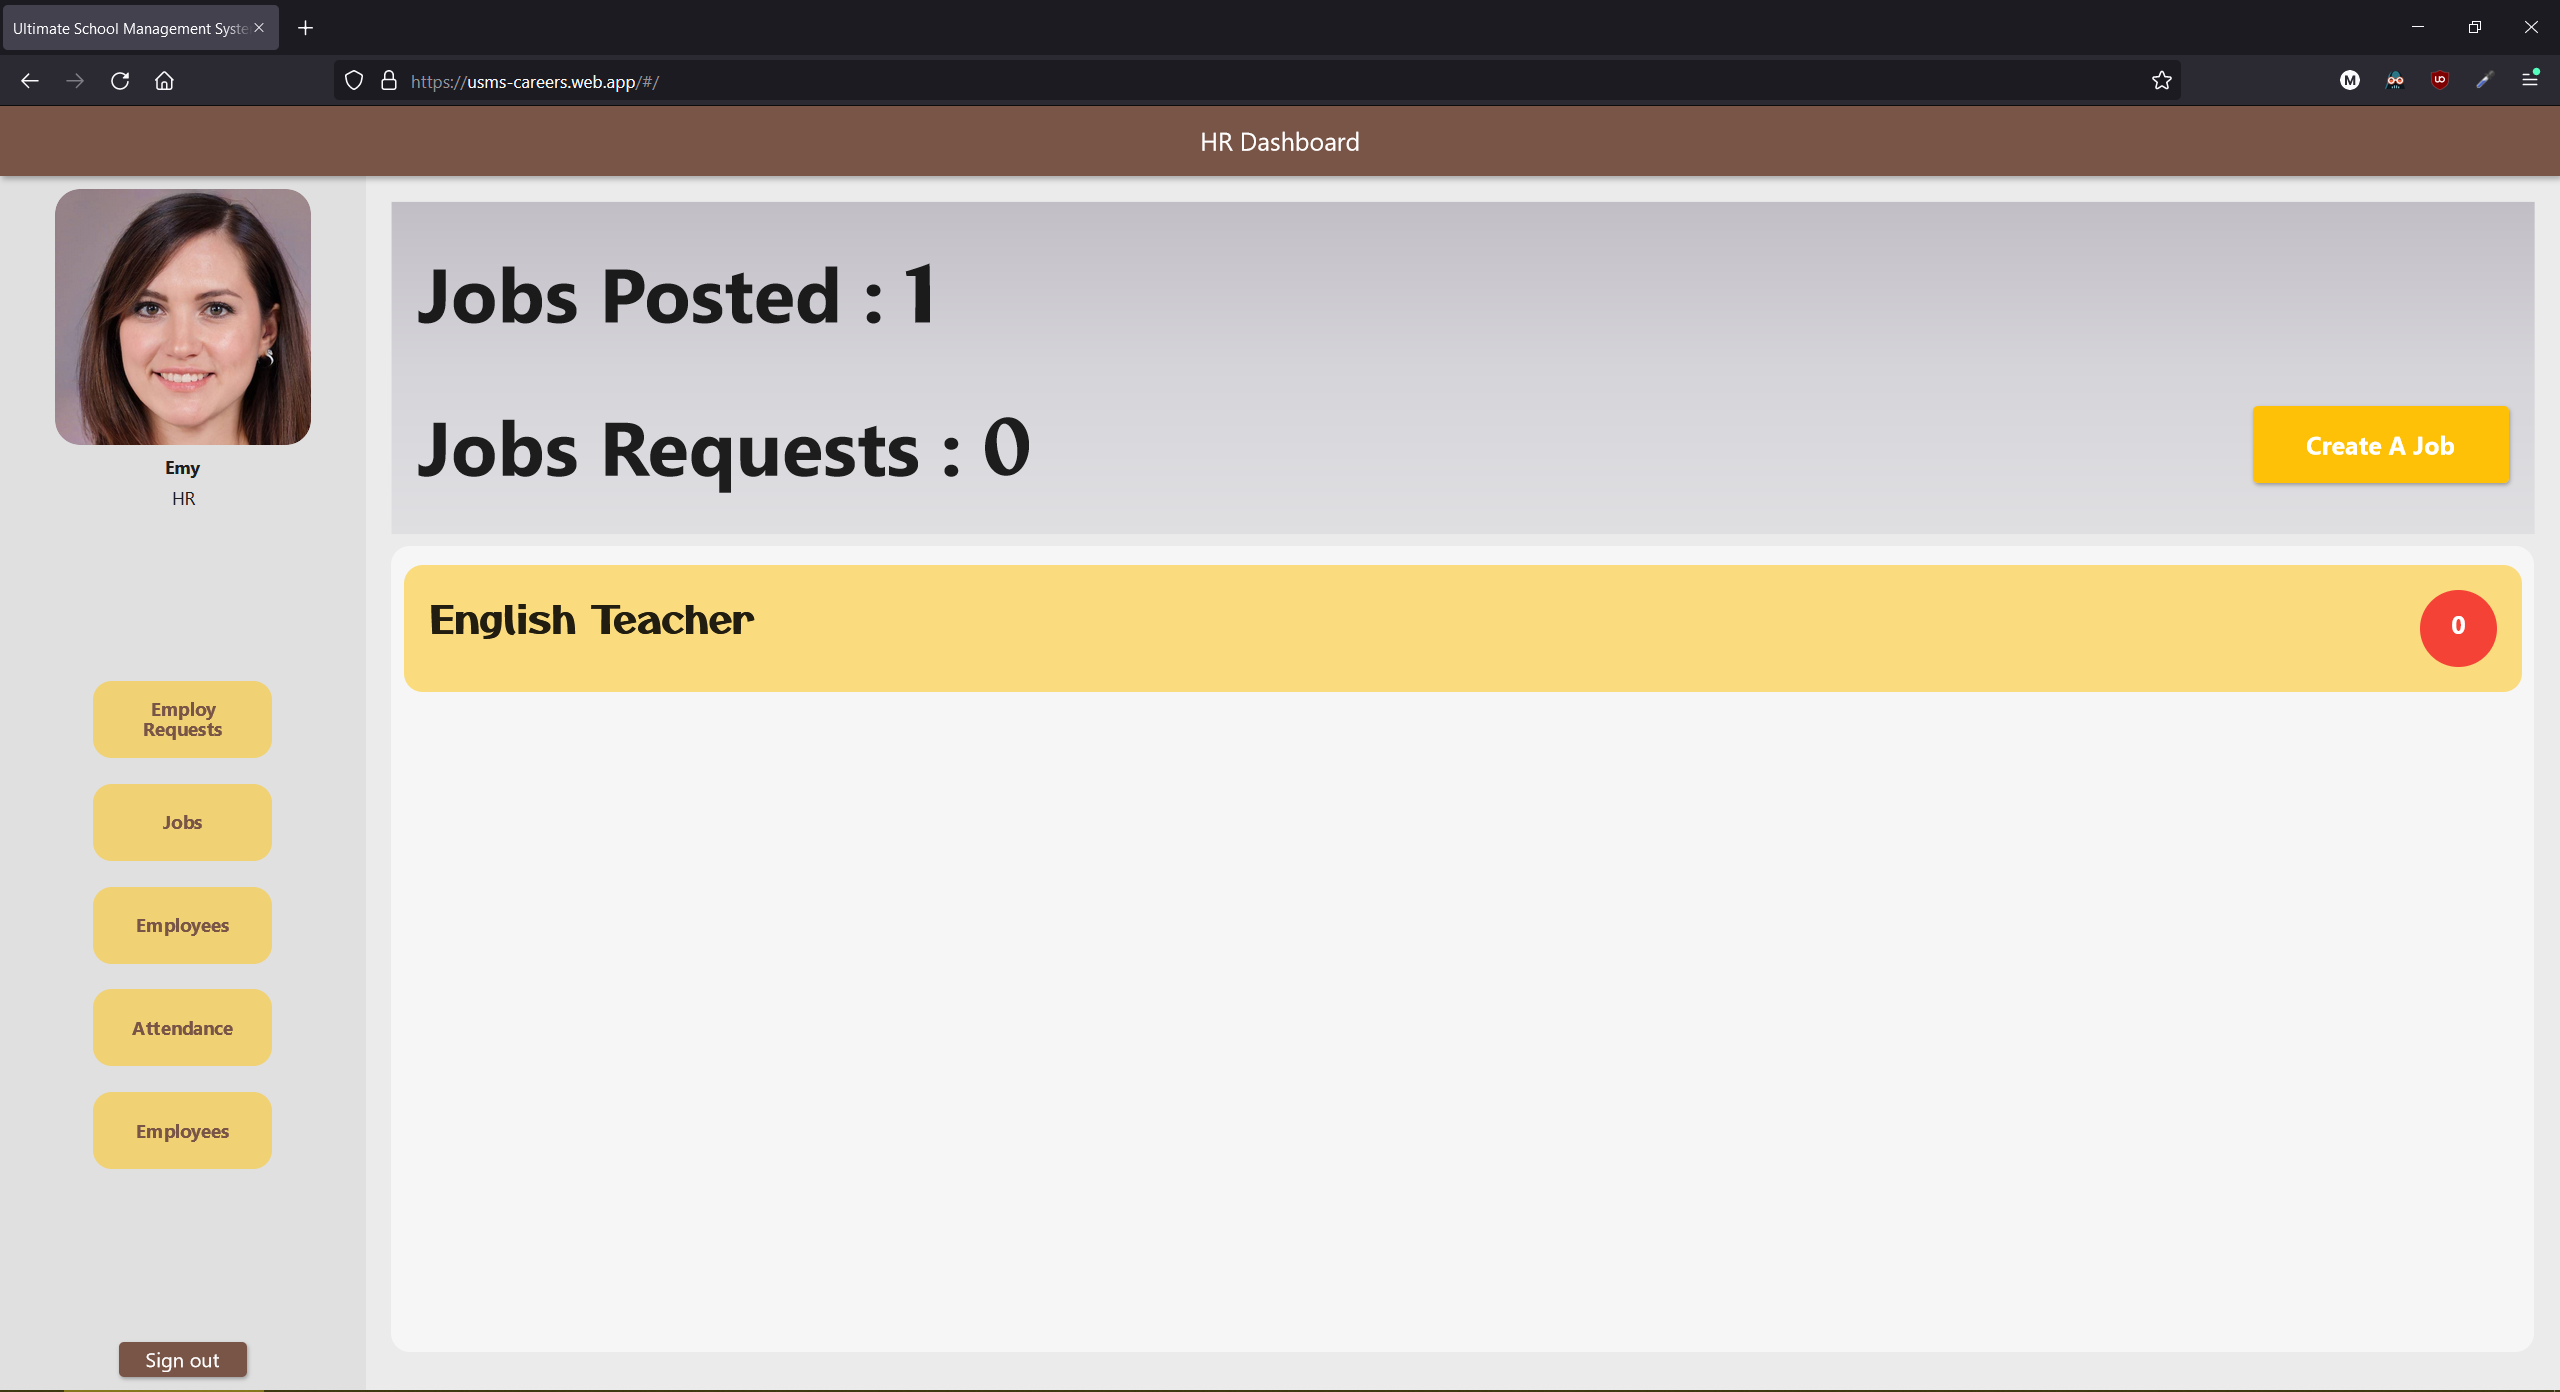 Ultimate School Management Syste
https://usms-careers.web.app/#/
HR Dashboard
Emy
HR
Employ
Requests
Jobs
Employees
Attendance
Employees
Sign out
Jobs Posted : 1
Jobs Requests : 0
Create A Job
English Teacher
0